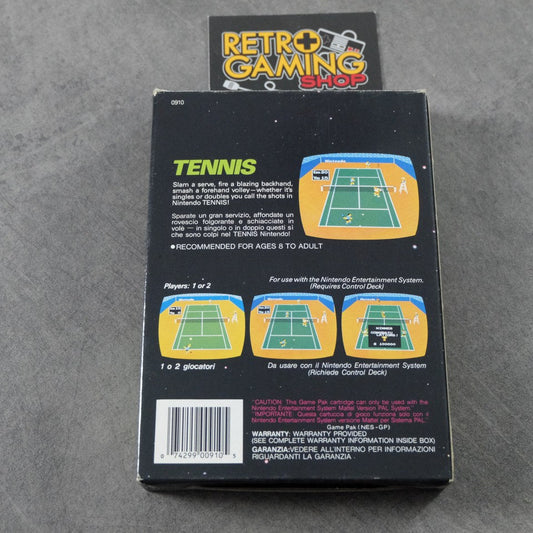 RETRO
GAMING
SHOP
0910
TENNIS
Slam a serve, fire a blazing backhand,
smash a forehand volley—whether it's
singles or doubles you call the shots in
Nintendo TENNIS!
Sparate un gran servizio, affondate un
rovescio folgorante e schiacciate in
vole — in singolo o in doppio questi sì
che sono colpi nel TENNIS Nintendo!
● RECOMMENDED FOR AGES 8 TO ADULT
Nintendo
Players: 1 or 2
For use with the Nintendo Entertainment System.
(Requires Control Deck)
1 o 2 giocatori
Da usare con il Nintendo Entertainment System
(Richiede Control Deck)
"CAUTION: This Game Pak cartridge can only be used with the
Nintendo Entertainment System Mattel Version PAL System."
"IMPORTANTE: Questa cartuccia di gioco funziona solo con il
Nintendo Entertainment System versione Mattel per Sistema PAL."
Game Pak (NES-GP)
WARRANTY: WARRANTY PROVIDED
(SEE COMPLETE WARRANTY INFORMATION INSIDE BOX)
GARANZIA: VEDERE ALL'INTERNO PER INFORMAZIONI
RIGUARDANTI LA GARANZIA.
0 74299 00910 5